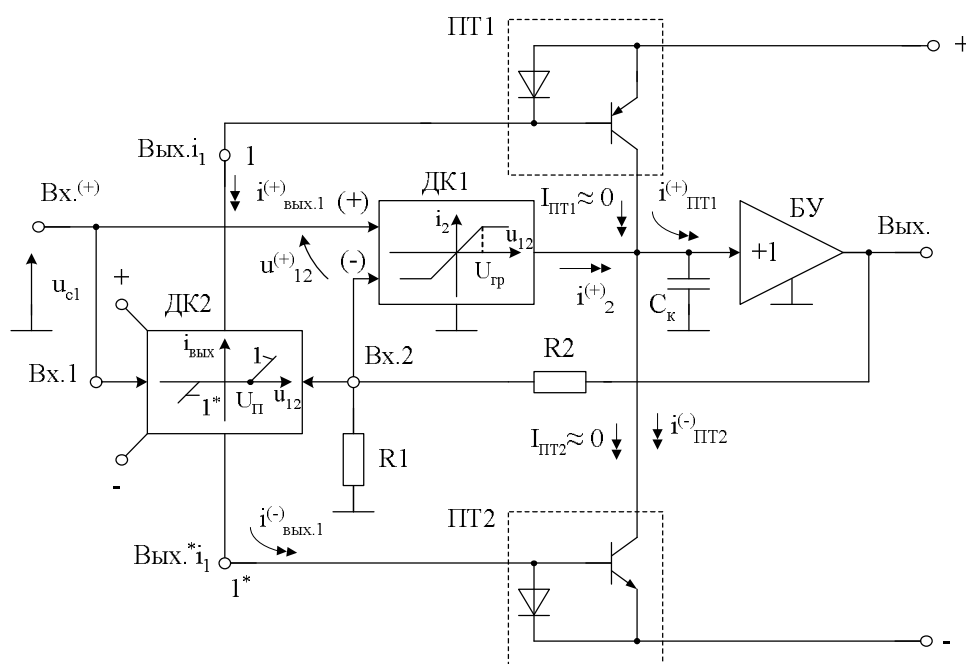 ПТ1
+
Вых.i₁ 1
i⁽⁺⁾вых.1
Вх.⁽⁺⁾
(+)
ДК1
i₂
u₁₂
Uгр
(-)
u⁽⁺⁾₁₂
IПТ1≈ 0
i⁽⁺⁾ПТ1
БУ
+1
Вых.
uс1
i⁽⁺⁾₂
Cк
+
ДК2
iвых
1
1*
UП
u₁₂
Вх.1
Вх.2
R2
-
R1
IПТ2≈ 0
i⁽⁻⁾ПТ2
i⁽⁻⁾вых.1
ПТ2
Вых.*i₁
1*
-